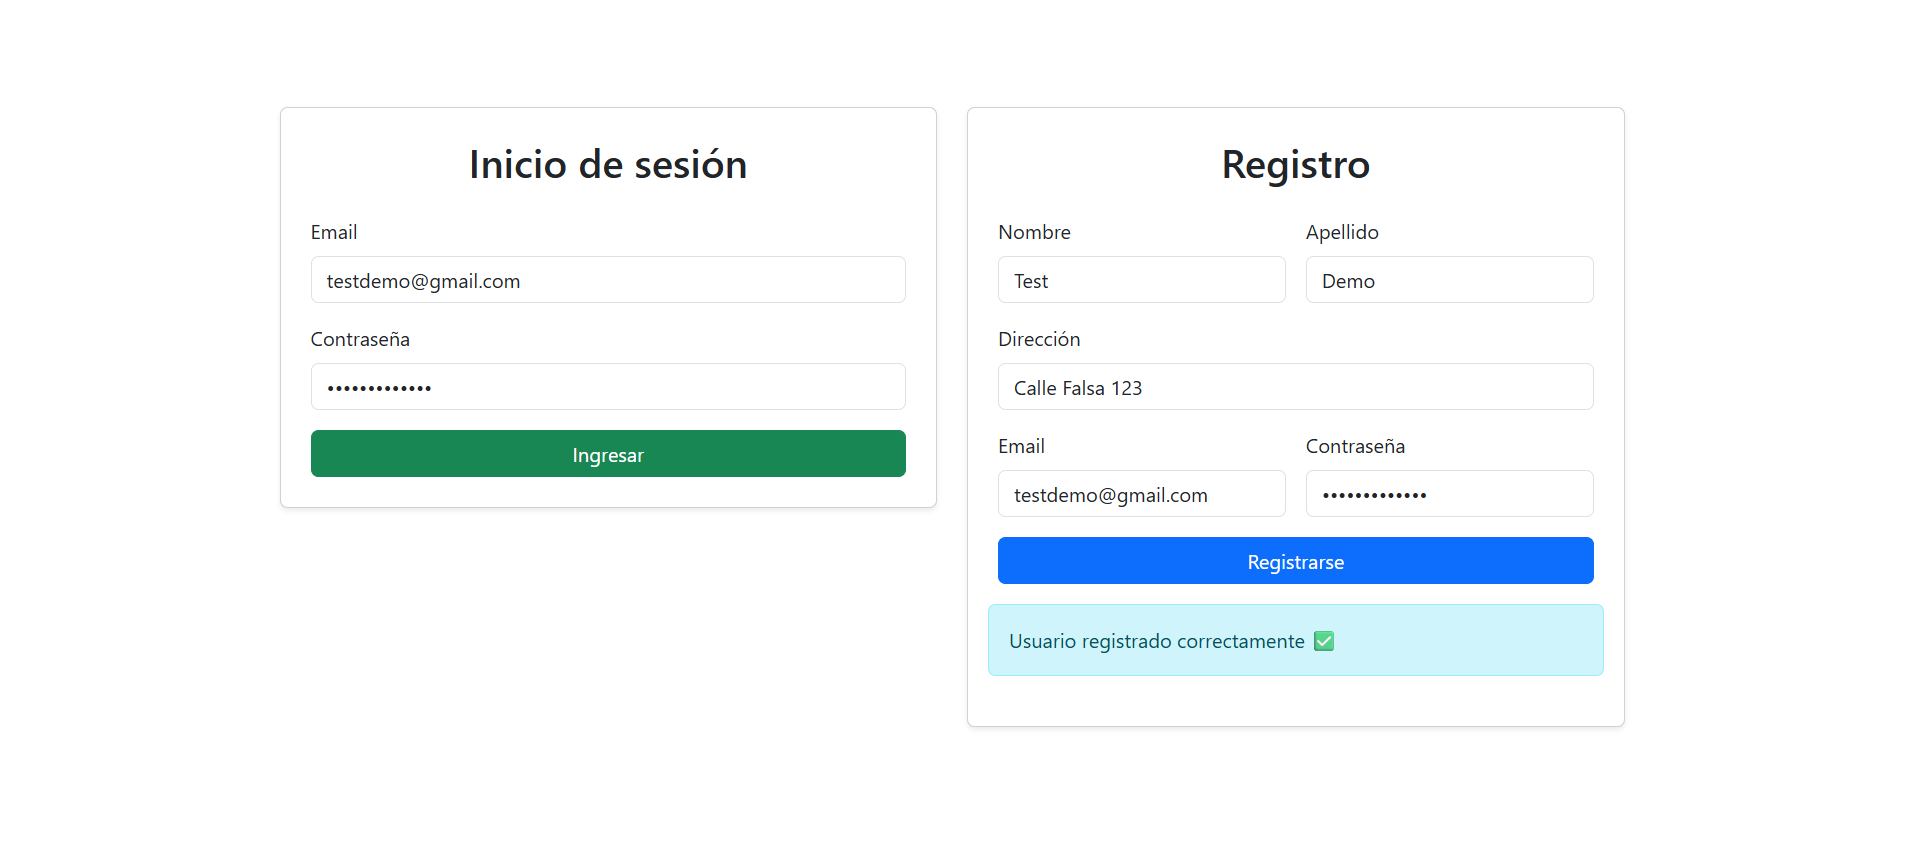 Inicio de sesión
Email
testdemo@gmail.com
Contraseña
•••••••••••••
Ingresar
Registro
Nombre
Apellido
Test
Demo
Dirección
Calle Falsa 123
Email
Contraseña
testdemo@gmail.com
•••••••••••••
Registrarse
Usuario registrado correctamente ✅